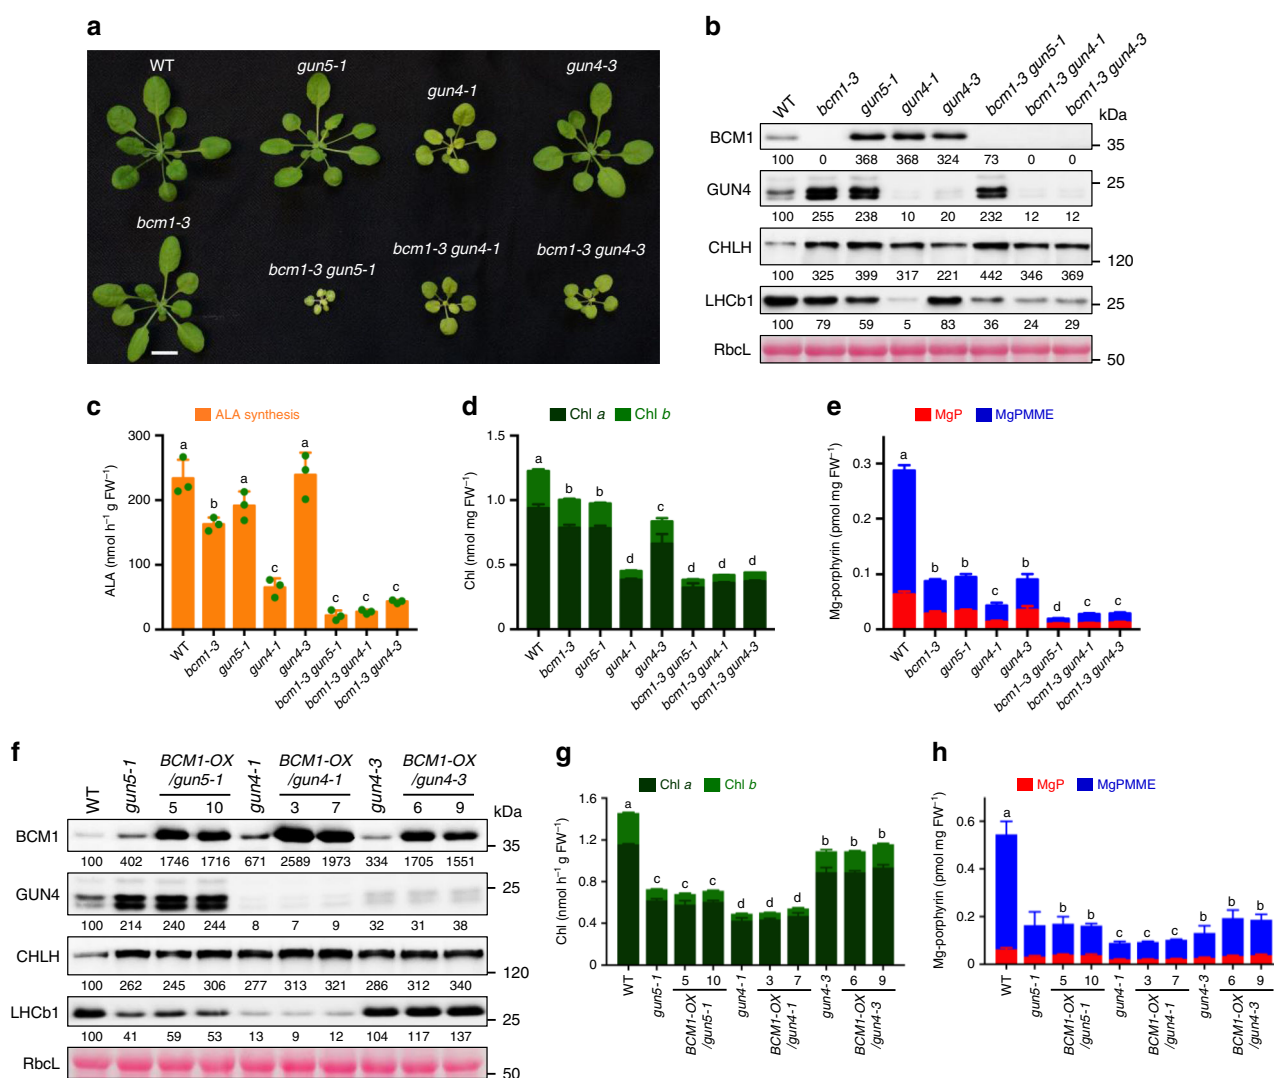 a
WT
gun5-1
gun4-1
gun4-3
bcm1-3
bcm1-3 gun5-1
bcm1-3 gun4-1
bcm1-3 gun4-3
b
WT
bcm1-3
gun5-1
gun4-1
gun4-3
bcm1-3 gun5-1
bcm1-3 gun4-1
bcm1-3 gun4-3
kDa
BCM1
35
100 0 368 368 324 73 0 0
GUN4
25
100 255 238 10 20 232 12 12
CHLH
120
100 325 399 317 221 442 346 369
LHCb1
25
100 79 59 5 83 36 24 29
RbcL
50
c
ALA synthesis
ALA (nmol h⁻¹ g FW⁻¹)
300
200
100
0
a b a c a c c c
WT
bcm1-3
gun5-1
gun4-1
gun4-3
bcm1-3 gun5-1
bcm1-3 gun4-1
bcm1-3 gun4-3
d
Chl a Chl b
Chl (nmol mg FW⁻¹)
1.5
1.0
0.5
0
a b b d c d d d
WT
bcm1-3
gun5-1
gun4-1
gun4-3
bcm1-3 gun5-1
bcm1-3 gun4-1
bcm1-3 gun4-3
e
MgP MgPMME
Mg-porphyrin (pmol mg FW⁻¹)
0.3
0.2
0.1
0
a b b c b d c c
WT
bcm1-3
gun5-1
gun4-1
gun4-3
bcm1-3 gun5-1
bcm1-3 gun4-1
bcm1-3 gun4-3
f
WT
gun5-1
BCM1-OX
/gun5-1
5 10
gun4-1
BCM1-OX
/gun4-1
3 7
gun4-3
BCM1-OX
/gun4-3
6 9
kDa
BCM1
35
100 402 1746 1716 671 2589 1973 334 1705 1551
GUN4
25
100 214 240 244 8 7 9 32 31 38
CHLH
120
100 262 245 306 277 313 321 286 312 340
LHCb1
25
100 41 59 53 13 9 12 104 117 137
RbcL
50
g
Chl a Chl b
Chl (nmol h⁻¹ g FW⁻¹)
1.6
1.2
0.8
0.4
0
a c c c d d d b b b
WT
gun5-1
5 10
BCM1-OX
/gun5-1
gun4-1
3 7
BCM1-OX
/gun4-1
gun4-3
6 9
BCM1-OX
/gun4-3
h
MgP MgPMME
Mg-porphyrin (pmol mg FW⁻¹)
0.6
0.4
0.2
0
a b b c c c b b b
WT
gun5-1
5 10
BCM1-OX
/gun5-1
gun4-1
3 7
BCM1-OX
/gun4-1
gun4-3
6 9
BCM1-OX
/gun4-3